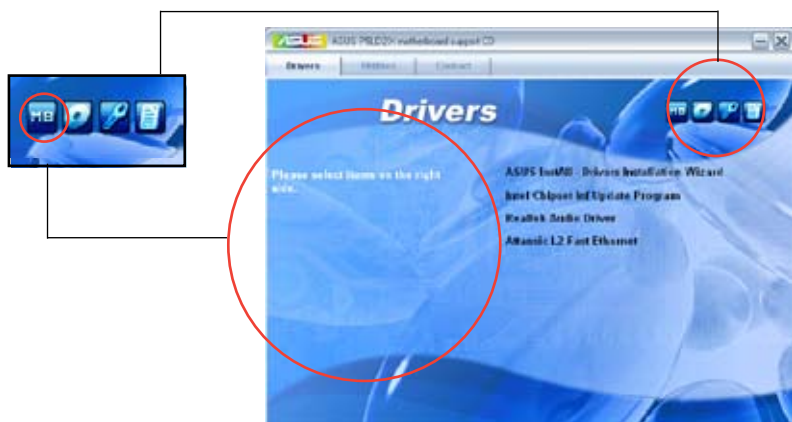 ASUS
ASUS P5LD2-X motherboard support CD
Drivers
Utilities
Contact
Drivers
MB
MB
Please select items on the right
side.
ASUS InstAll - Drivers Installation Wizard
Intel Chipset Inf Update Program
Realtek Audio Driver
Attansic L2 Fast Ethernet